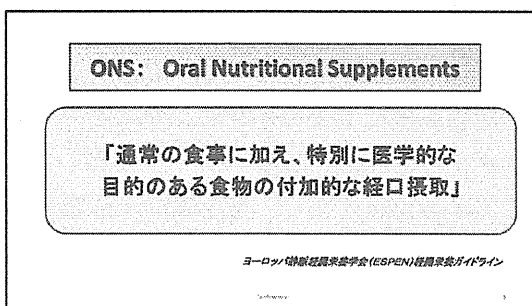 ONS: Oral Nutritional Supplements
「通常の食事に加え、特別に医学的な
目的のある食物の付加的な経口摂取」
ヨーロッパ静脈経腸栄養学会(ESPEN)経腸栄養ガイドライン